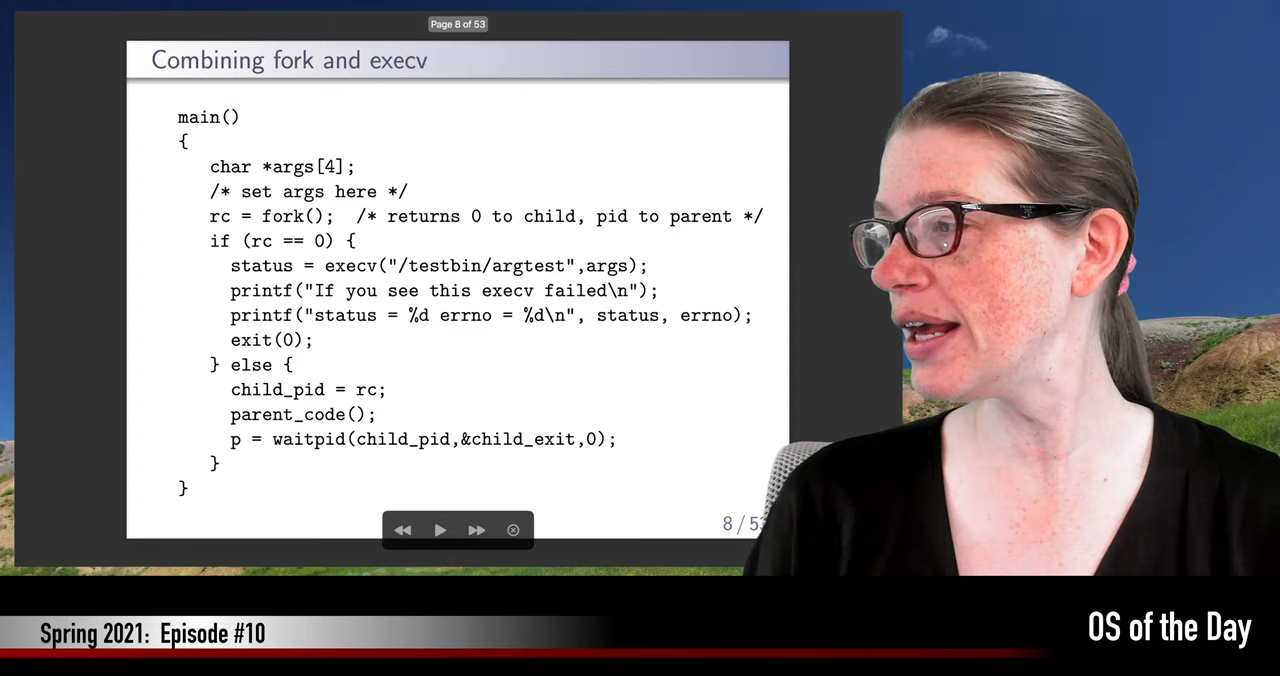 Page 8 of 53
Combining fork and execv
main()
{
char *args[4];
/* set args here */
rc = fork();  /* returns 0 to child, pid to parent */
if (rc == 0) {
status = execv("/testbin/argtest",args);
printf("If you see this execv failed\n");
printf("status = %d errno = %d\n", status, errno);
exit(0);
} else {
child_pid = rc;
parent_code();
p = waitpid(child_pid,&child_exit,0);
}
}
8 / 53
Spring 2021:  Episode #10
OS of the Day